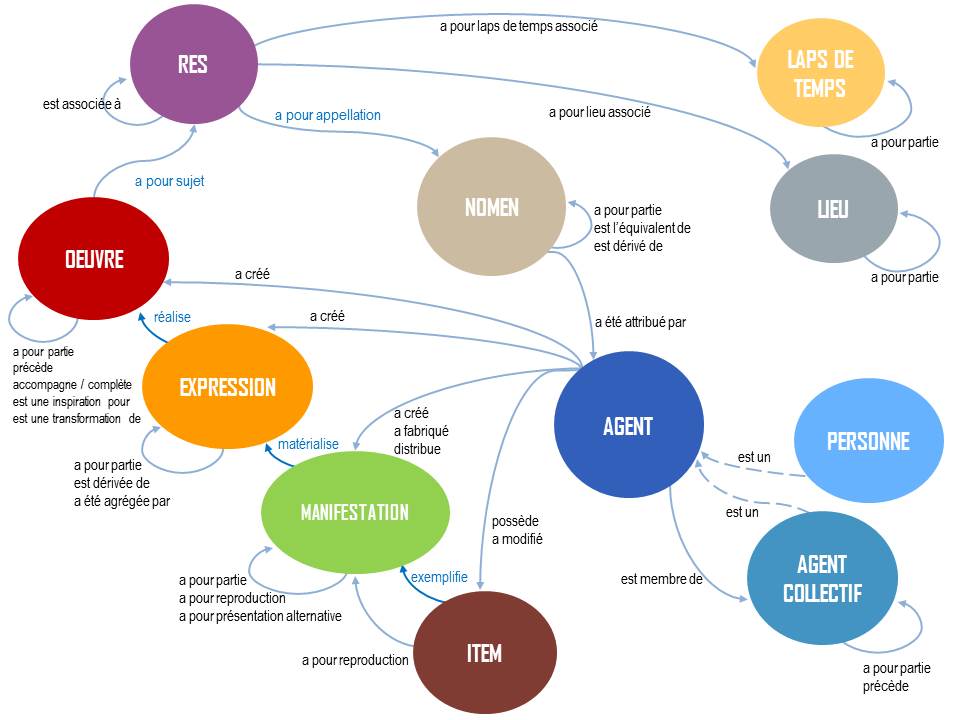 a pour laps de temps associé
RES
LAPS DE
TEMPS
est associée à
a pour appellation
a pour lieu associé
a pour partie
a pour sujet
NOMEN
LIEU
a pour partie
est l’équivalent de
est dérivé de
OEUVRE
a créé
a pour partie
réalise
a créé
a été attribué par
a pour partie
précède
accompagne / complète
est une inspiration pour
est une transformation de
EXPRESSION
a créé
a fabriqué
distribue
AGENT
PERSONNE
matérialise
est un
a pour partie
est dérivée de
a été agrégée par
MANIFESTATION
possède
a modifié
est un
AGENT
COLLECTIF
a pour partie
a pour reproduction
a pour présentation alternative
exemplifie
est membre de
a pour reproduction
ITEM
a pour partie
précède